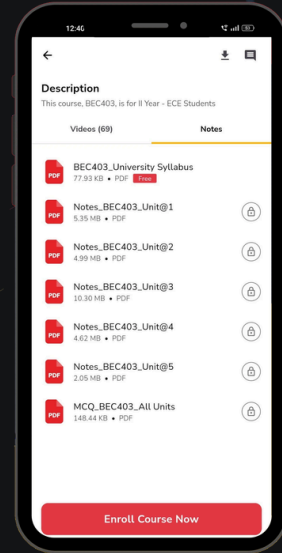 12:46
Description
This course, BEC403, is for II Year - ECE Students
Videos (69)
Notes
PDF
BEC403_University Syllabus
77.93 KB • PDF Free
PDF
Notes_BEC403_Unit@1
5.35 MB • PDF
PDF
Notes_BEC403_Unit@2
4.99 MB • PDF
PDF
Notes_BEC403_Unit@3
10.30 MB • PDF
PDF
Notes_BEC403_Unit@4
4.62 MB • PDF
PDF
Notes_BEC403_Unit@5
2.05 MB • PDF
PDF
MCQ_BEC403_All Units
148.44 KB • PDF
Enroll Course Now